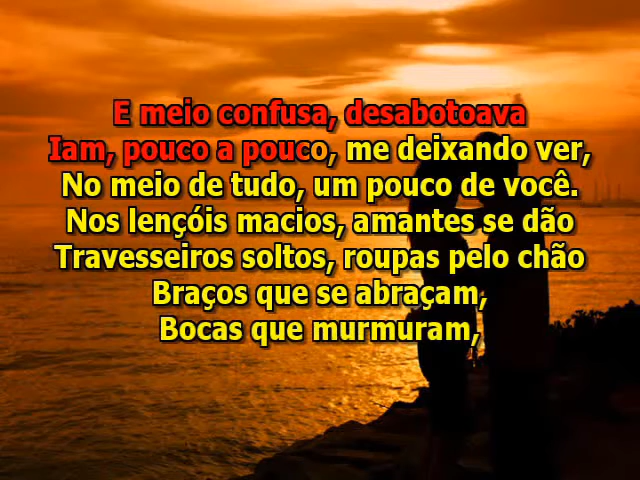 E meio confusa, desabotoava
Iam, pouco a pouco, me deixando ver,
No meio de tudo, um pouco de você.
Nos lençóis macios, amantes se dão
Travesseiros soltos, roupas pelo chão
Braços que se abraçam,
Bocas que murmuram,